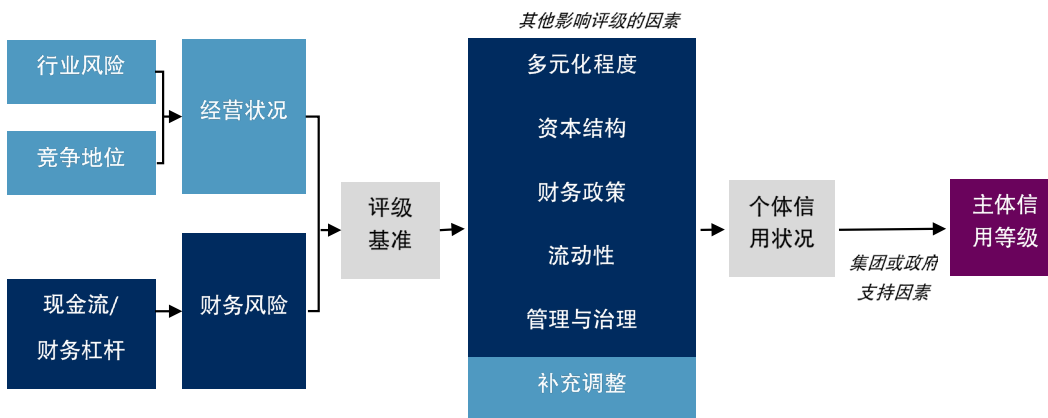 其他影响评级的因素
行业风险
竞争地位
经营状况
现金流/
财务杠杆
财务风险
评级
基准
多元化程度
资本结构
财务政策
流动性
管理与治理
补充调整
个体信
用状况
集团或政府
支持因素
主体信
用等级